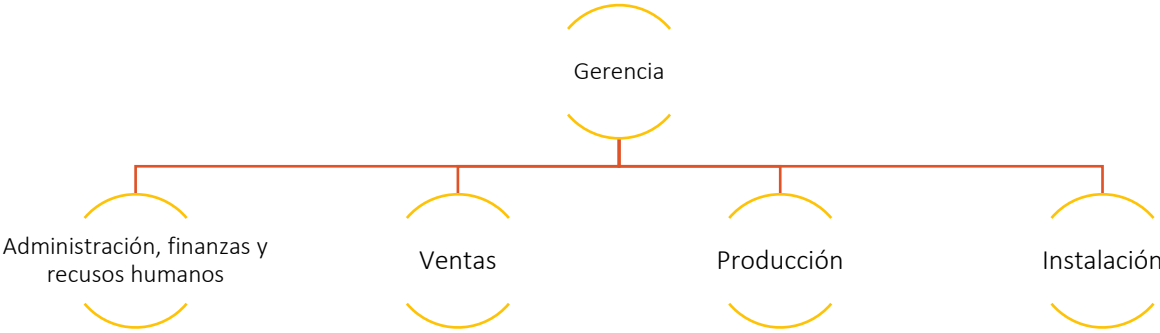 Gerencia
Administración, finanzas y
recusos humanos
Ventas
Producción
Instalación